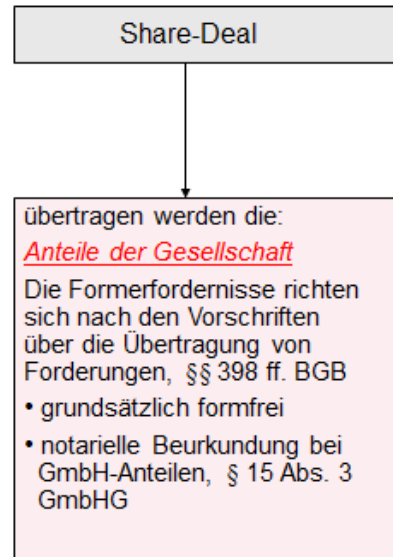 Share-Deal
übertragen werden die:
Anteile der Gesellschaft
Die Formerfordernisse richten
sich nach den Vorschriften
über die Übertragung von
Forderungen, §§ 398 ff. BGB
• grundsätzlich formfrei
• notarielle Beurkundung bei
GmbH-Anteilen, § 15 Abs. 3
GmbHG